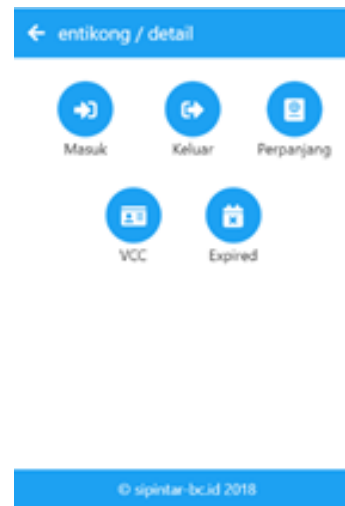 entikong / detail
Masuk Keluar Perpanjang
VCC Expired
© sipintar-bc.id 2018